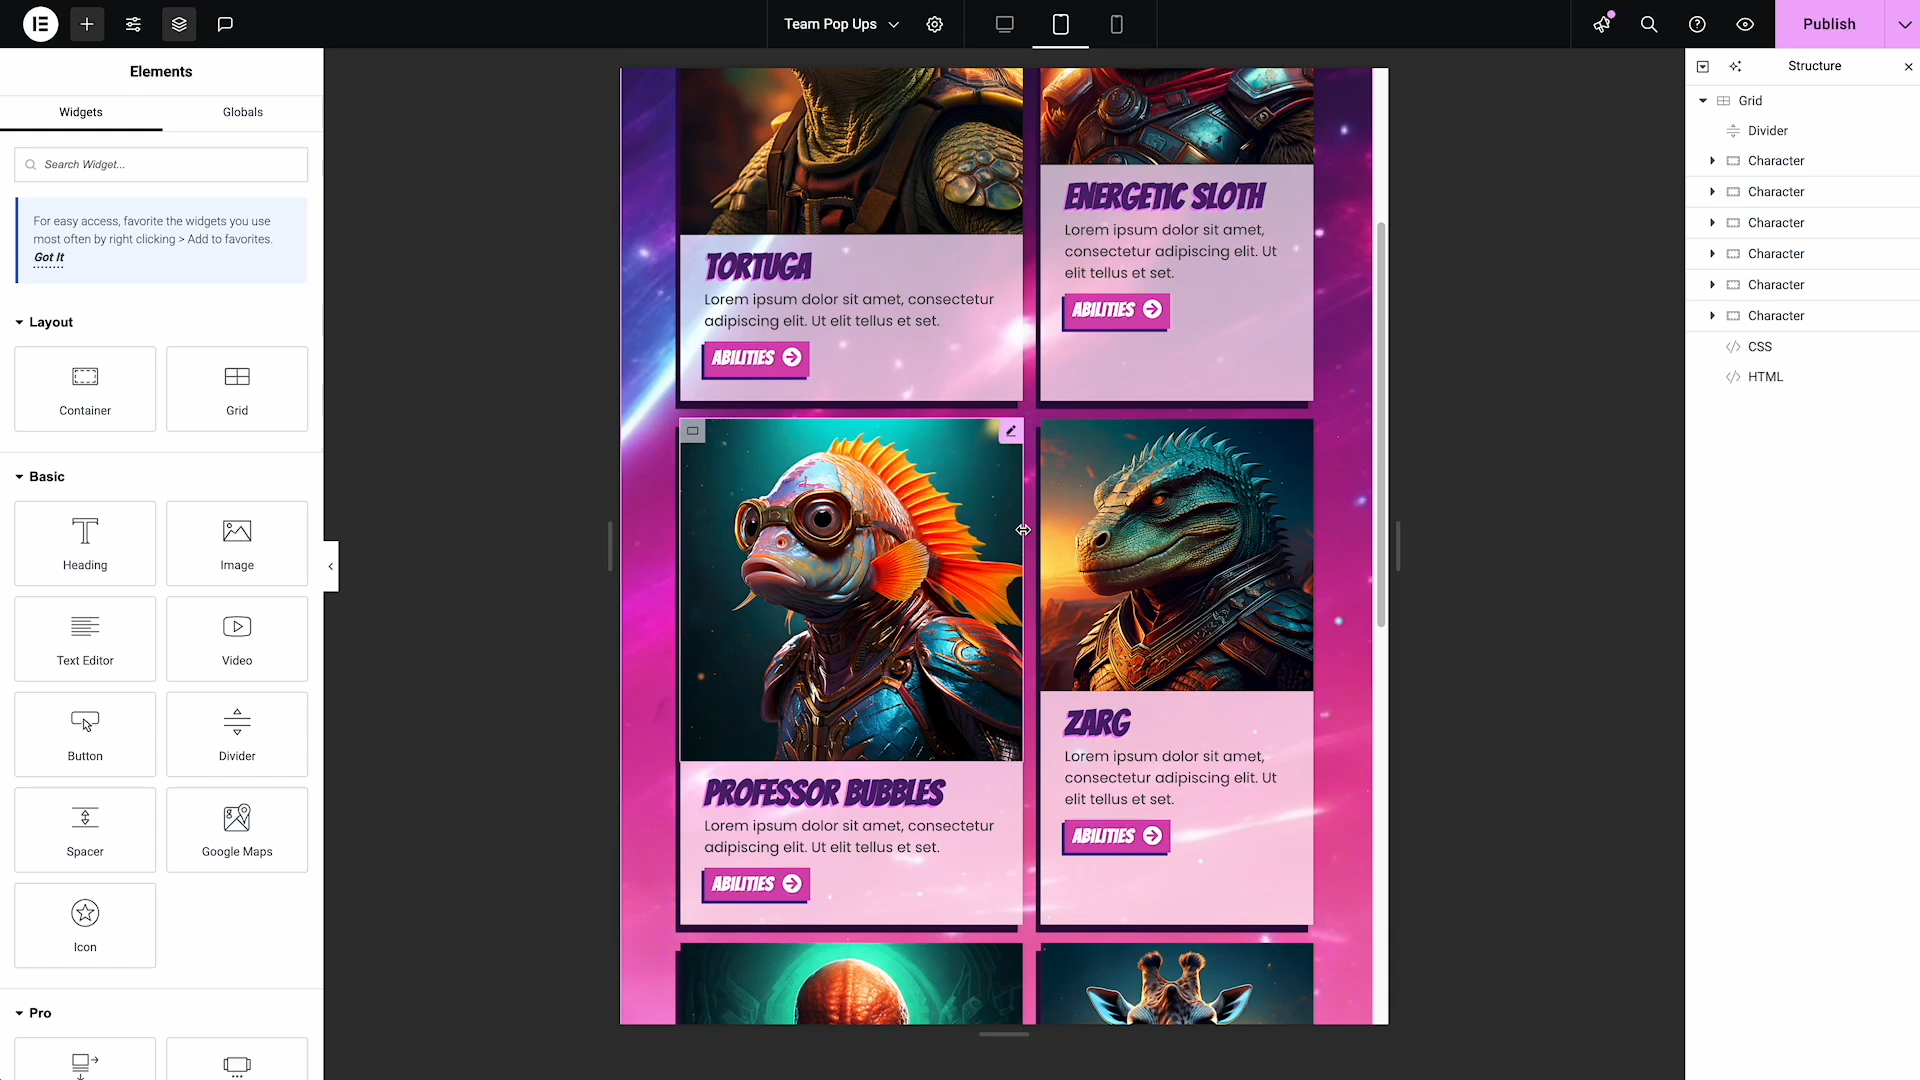 Team Pop Ups
Publish
Elements
Widgets
Globals
Search Widget...
For easy access, favorite the widgets you use
most often by right clicking > Add to favorites.
Got It
Layout
Container
Grid
Basic
Heading
Image
Text Editor
Video
Button
Divider
Spacer
Google Maps
Icon
Pro
TORTUGA
Lorem ipsum dolor sit amet, consectetur
adipiscing elit. Ut elit tellus et set.
ABILITIES
ENERGETIC SLOTH
Lorem ipsum dolor sit amet,
consectetur adipiscing elit. Ut
elit tellus et set.
ABILITIES
PROFESSOR BUBBLES
Lorem ipsum dolor sit amet, consectetur
adipiscing elit. Ut elit tellus et set.
ABILITIES
ZARG
Lorem ipsum dolor sit amet,
consectetur adipiscing elit. Ut
elit tellus et set.
ABILITIES
Structure
Grid
Divider
Character
Character
Character
Character
Character
Character
CSS
HTML